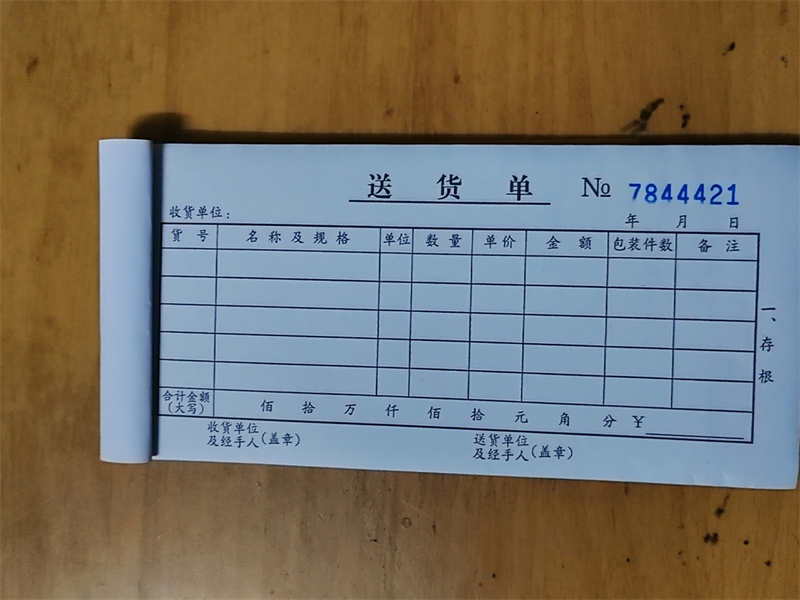 送货单 № 7844421
收货单位： 年 月 日
货号 名称及规格 单位 数量 单价 金额 包装件数 备注
合计金额（大写） 佰 拾 万 仟 佰 拾 元 角 分 ￥
收货单位及经手人（盖章） 送货单位及经手人（盖章）
一、存根